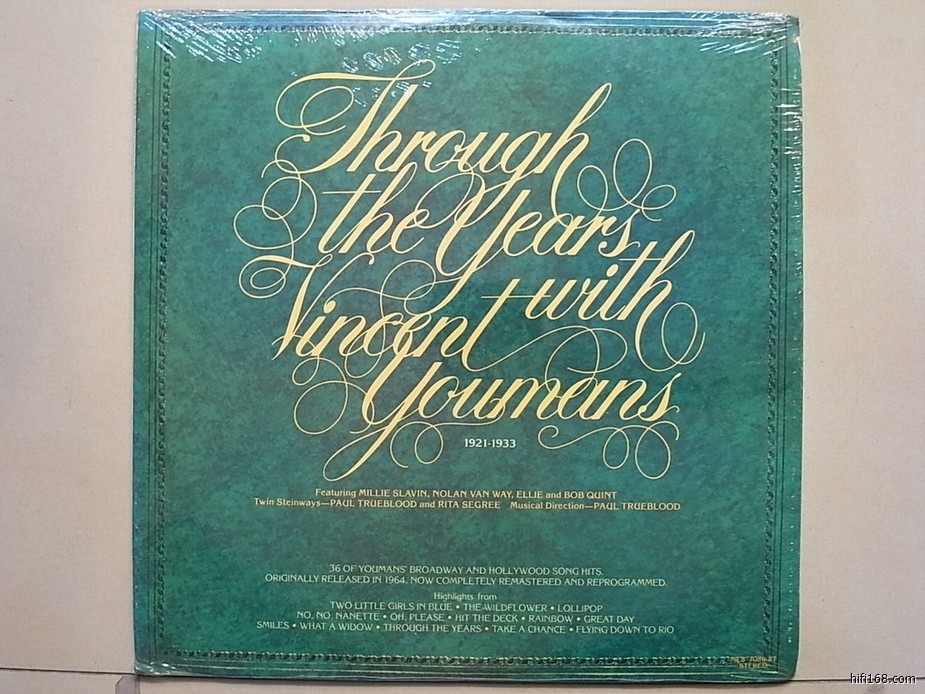 Through
the Years
with
Vincent
Youmans
1921-1933
Featuring MILLIE SLAVIN, NOLAN VAN WAY, ELLIE and BOB QUINT
Twin Steinways—PAUL TRUEBLOOD and RITA SEGREE Musical Direction—PAUL TRUEBLOOD
36 OF YOUMANS' BROADWAY AND HOLLYWOOD SONG HITS.
ORIGINALLY RELEASED IN 1964, NOW COMPLETELY REMASTERED AND REPROGRAMMED.
Highlights from
TWO LITTLE GIRLS IN BLUE • THE WILDFLOWER • LOLLIPOP
NO, NO, NANETTE • OH, PLEASE • HIT THE DECK • RAINBOW • GREAT DAY
SMILES • WHAT A WIDOW • THROUGH THE YEARS • TAKE A CHANCE • FLYING DOWN TO RIO
STEREO
hifi168.com